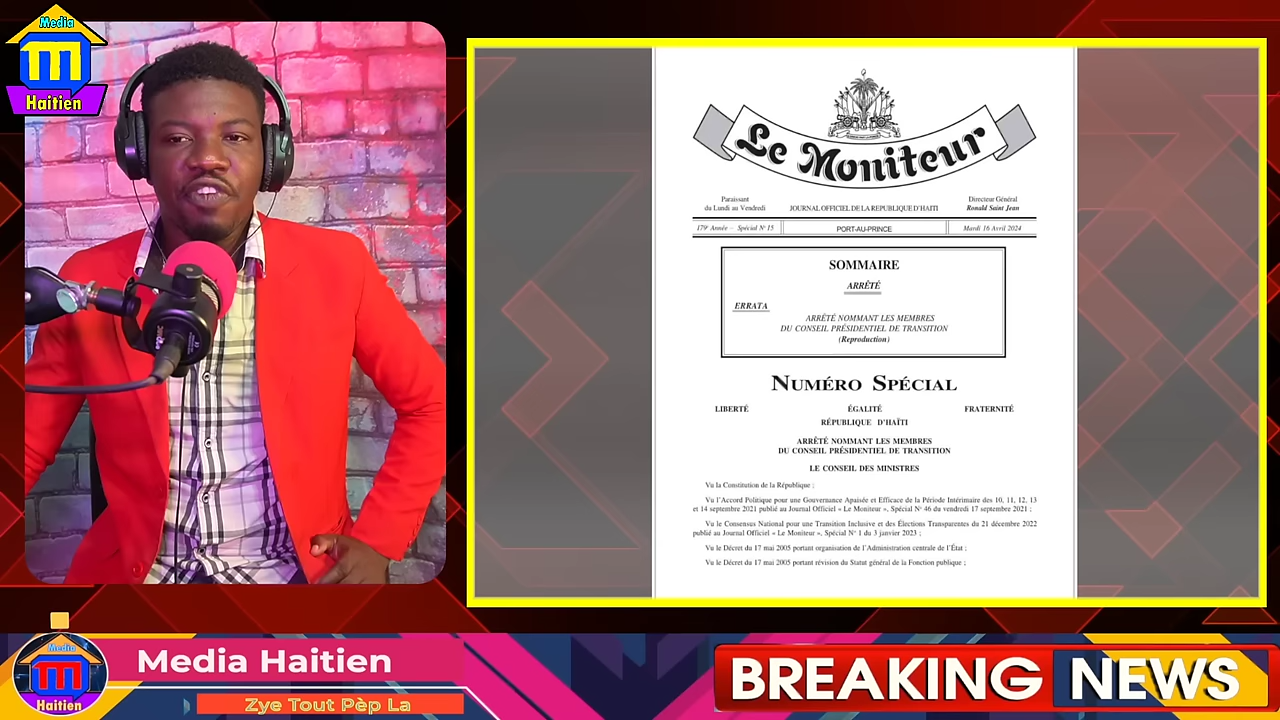 Media
M
Haitien
Le Moniteur
Paraissant
du Lundi au Vendredi
JOURNAL OFFICIEL DE LA REPUBLIQUE D'HAITI
Directeur Général
Ronald Saint Jean
179e Année – Spécial No 15
PORT-AU-PRINCE
Mardi 16 Avril 2024
SOMMAIRE
ARRÊTÉ
ERRATA
ARRÊTÉ NOMMANT LES MEMBRES
DU CONSEIL PRÉSIDENTIEL DE TRANSITION
(Reproduction)
NUMÉRO SPÉCIAL
LIBERTÉ ÉGALITÉ FRATERNITÉ
RÉPUBLIQUE D'HAÏTI
ARRÊTÉ NOMMANT LES MEMBRES
DU CONSEIL PRÉSIDENTIEL DE TRANSITION
LE CONSEIL DES MINISTRES
Vu la Constitution de la République ;
Vu l'Accord Politique pour une Gouvernance Apaisée et Efficace de la Période Intérimaire des 10, 11, 12, 13
et 14 septembre 2021 publié au Journal Officiel « Le Moniteur », Spécial No 46 du vendredi 17 septembre 2021 ;
Vu le Consensus National pour une Transition Inclusive et des Élections Transparentes du 21 décembre 2022
publié au Journal Officiel « Le Moniteur », Spécial No 1 du 3 janvier 2023 ;
Vu le Décret du 17 mai 2005 portant organisation de l'Administration centrale de l'État ;
Vu le Décret du 17 mai 2005 portant révision du Statut général de la Fonction publique ;
Media
M
Haitien
Media Haitien
Zye Tout Pèp La
BREAKING NEWS